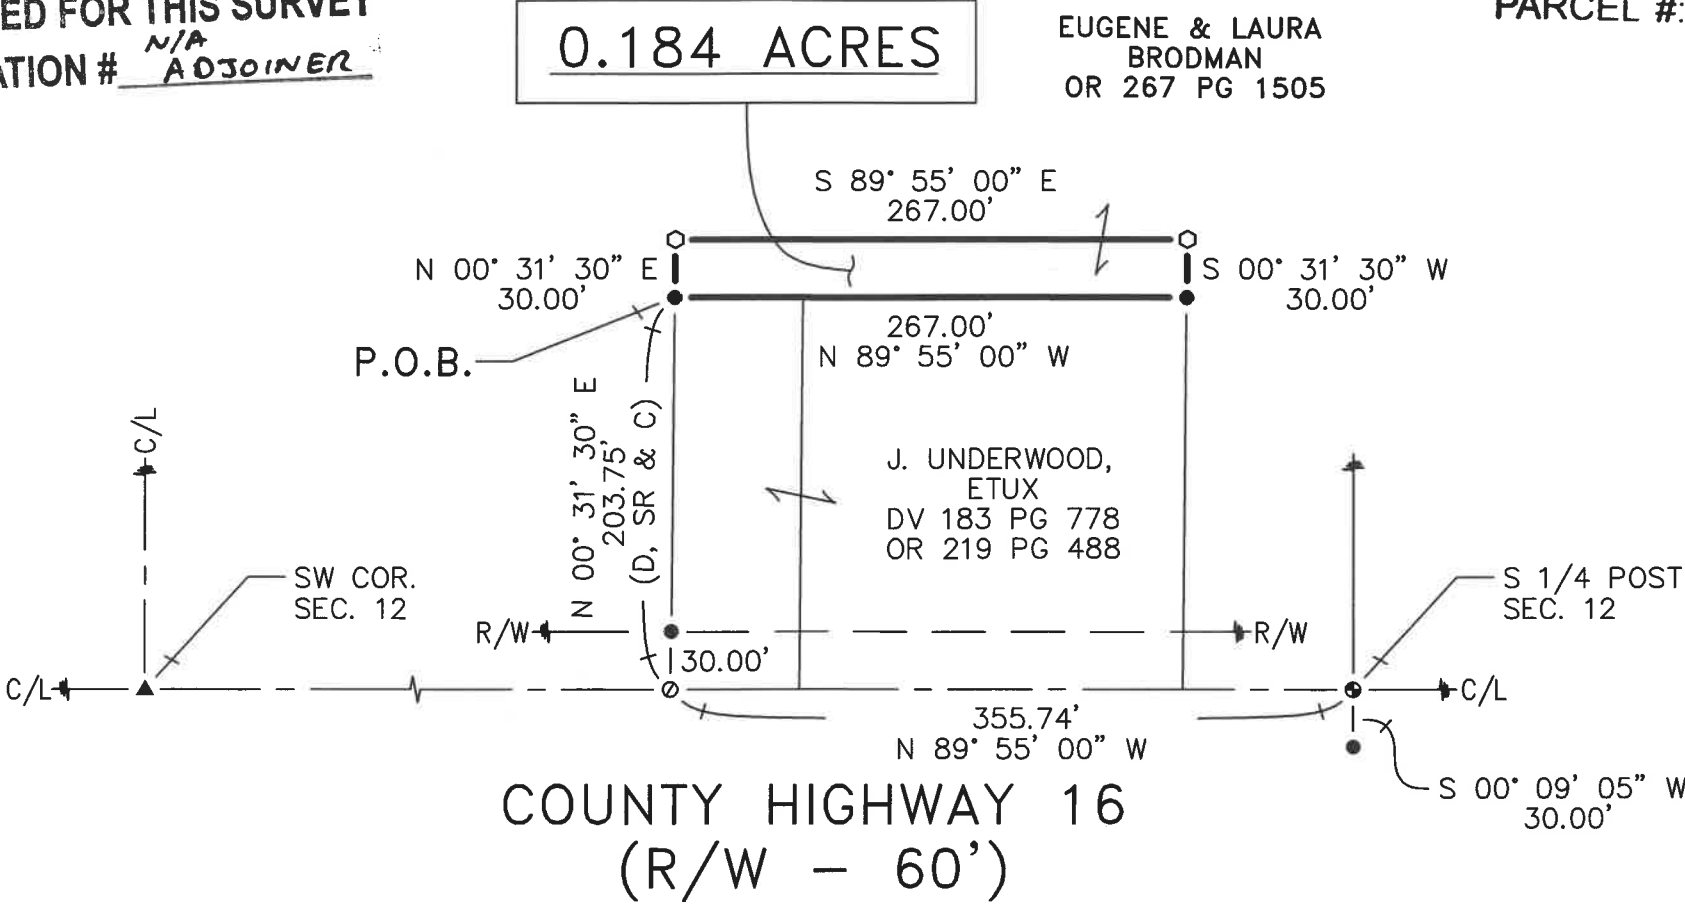 ED FOR THIS SURVEY
N/A
ATION # ADJOINER
0.184 ACRES
EUGENE & LAURA
BRODMAN
OR 267 PG 1505
PARCEL #:
S 89° 55' 00" E
267.00'
N 00° 31' 30" E
30.00'
S 00° 31' 30" W
30.00'
267.00'
N 89° 55' 00" W
P.O.B.
N 00° 31' 30" E
203.75'
(D, SR & C)
C/L
J. UNDERWOOD,
ETUX
DV 183 PG 778
OR 219 PG 488
SW COR.
SEC. 12
S 1/4 POST
SEC. 12
R/W
R/W
30.00'
C/L
C/L
355.74'
N 89° 55' 00" W
S 00° 09' 05" W
30.00'
COUNTY HIGHWAY 16
(R/W - 60')